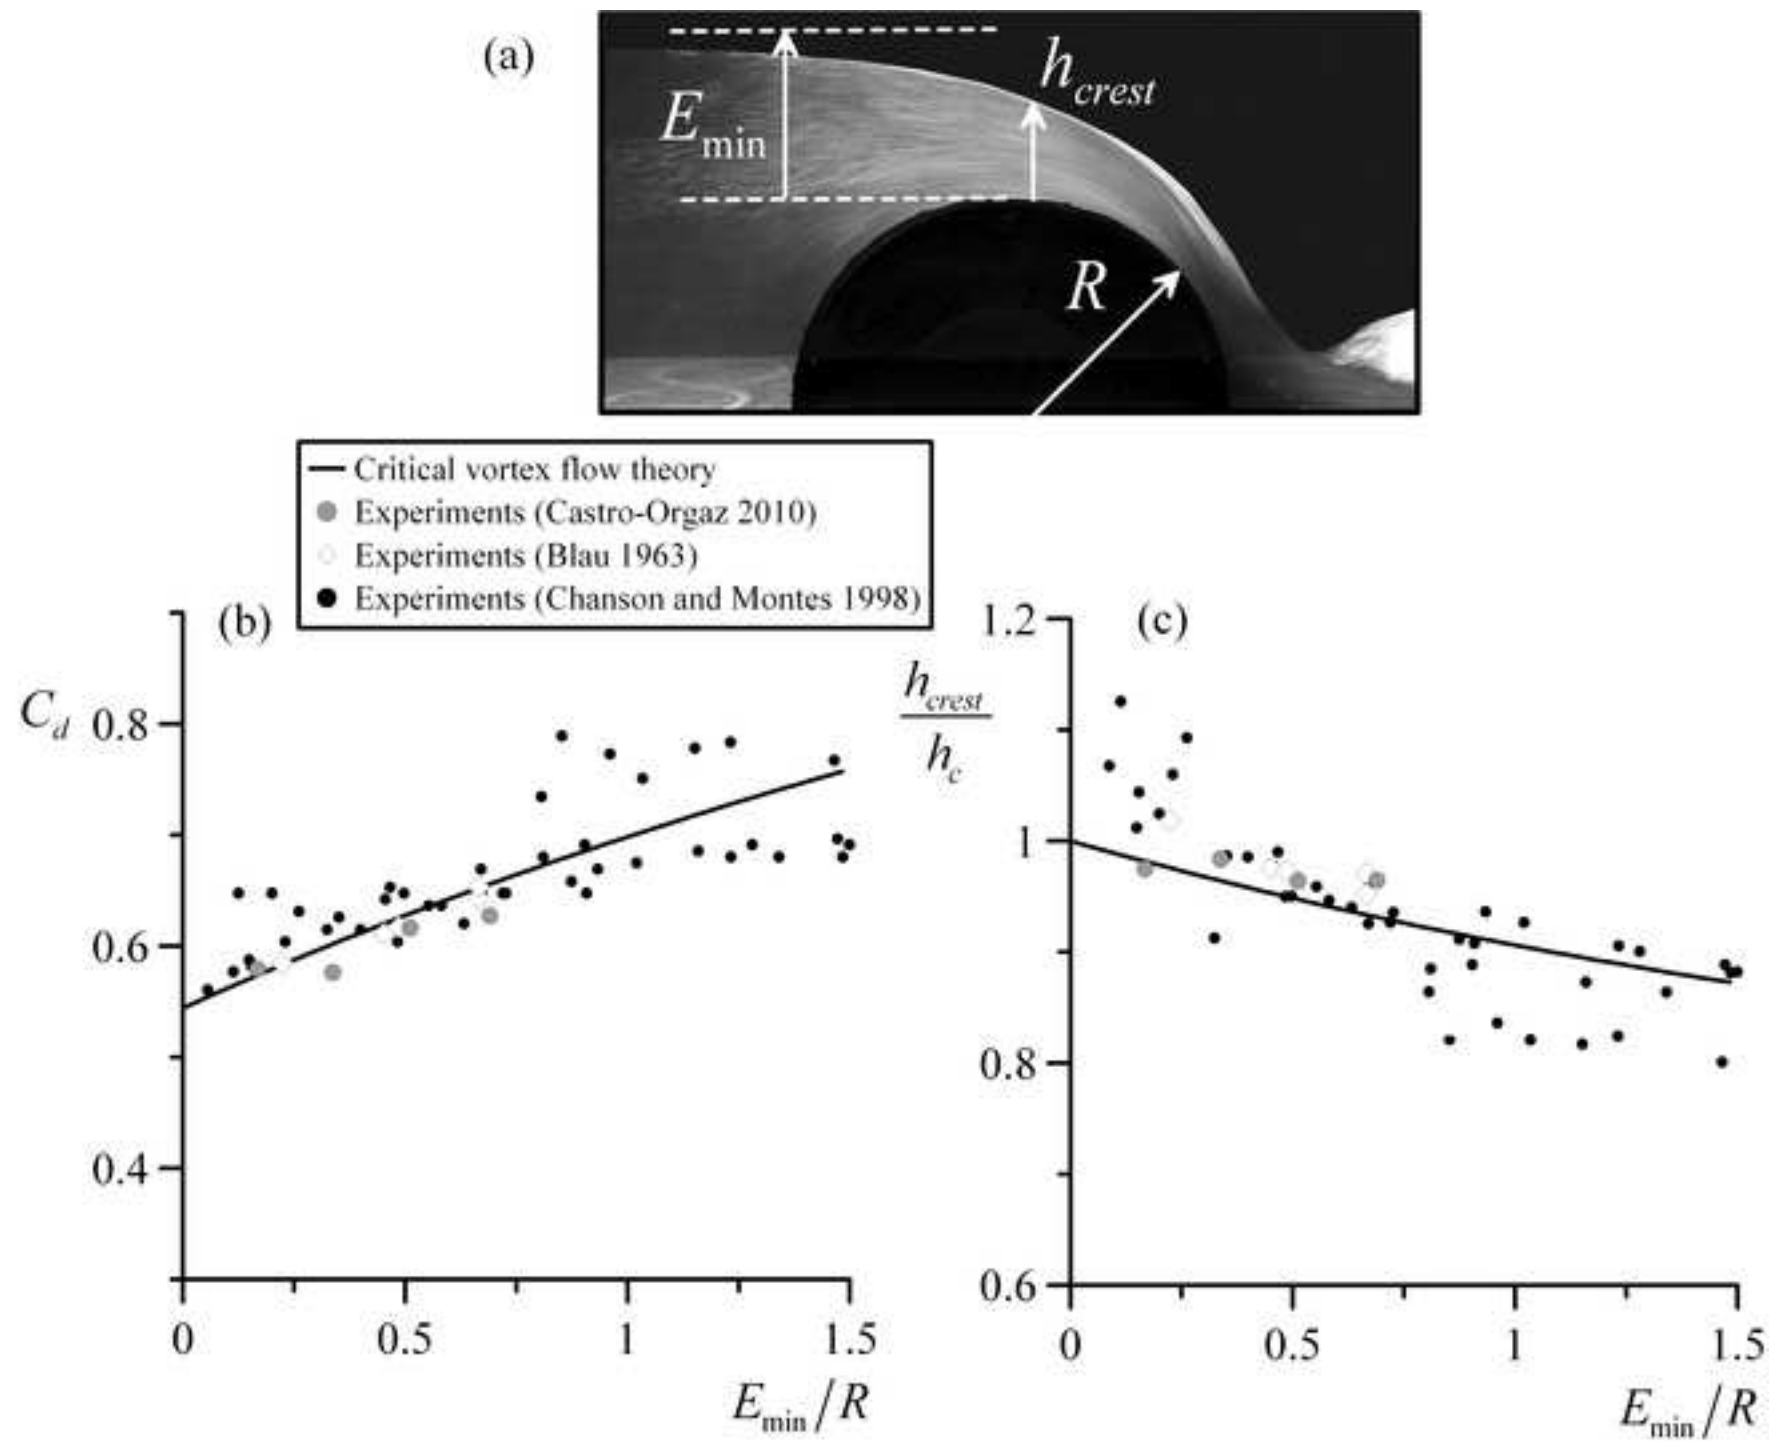 (a)
E_min
h_crest
R
Critical vortex flow theory
Experiments (Castro-Orgaz 2010)
Experiments (Blau 1963)
Experiments (Chanson and Montes 1998)
(b)
C_d
0.8
0.6
0.4
0 0.5 1 1.5
E_min/R
(c)
h_crest
h_c
1.2
1
0.8
0.6
0 0.5 1 1.5
E_min/R